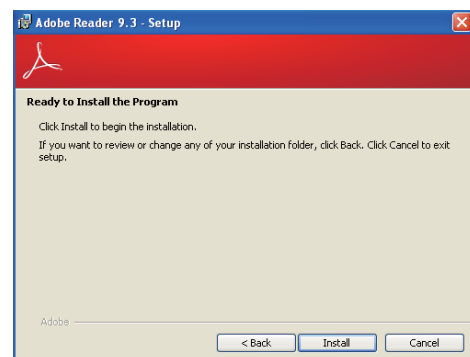 Adobe Reader 9.3 - Setup
Ready to Install the Program
Click Install to begin the installation.
If you want to review or change any of your installation folder, click Back. Click Cancel to exit
setup.
Adobe
< Back Install Cancel